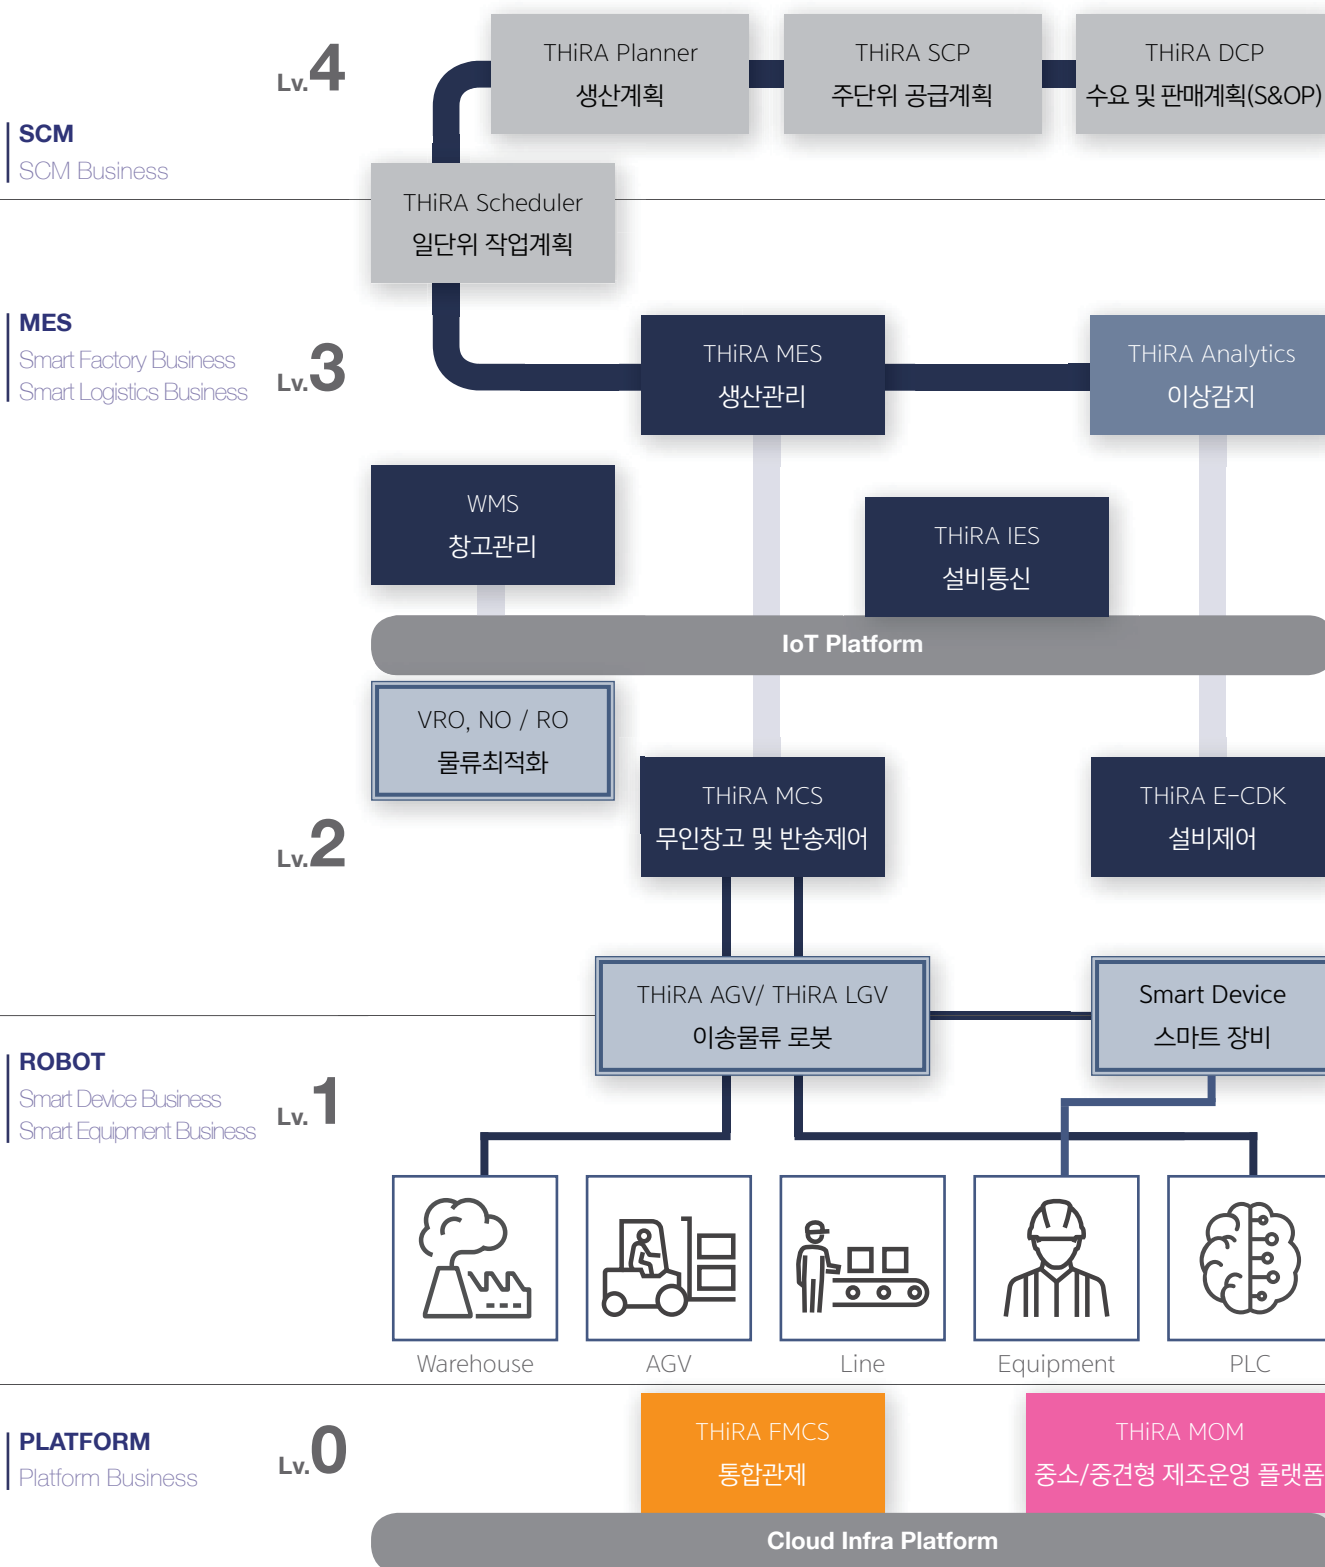 Lv.4
THiRA Planner
생산계획
THiRA SCP
주단위 공급계획
THiRA DCP
수요 및 판매계획(S&OP)
SCM
SCM Business
THiRA Scheduler
일단위 작업계획
MES
Smart Factory Business
Smart Logistics Business
Lv.3
THiRA MES
생산관리
THiRA Analytics
이상감지
WMS
창고관리
THiRA IES
설비통신
IoT Platform
VRO, NO / RO
물류최적화
Lv.2
THiRA MCS
무인창고 및 반송제어
THiRA E-CDK
설비제어
THiRA AGV/ THiRA LGV
이송물류 로봇
Smart Device
스마트 장비
ROBOT
Smart Device Business
Smart Equipment Business
Lv.1
Warehouse
AGV
Line
Equipment
PLC
PLATFORM
Platform Business
Lv.0
THiRA FMCS
통합관제
THiRA MOM
중소/중견형 제조운영 플랫폼
Cloud Infra Platform